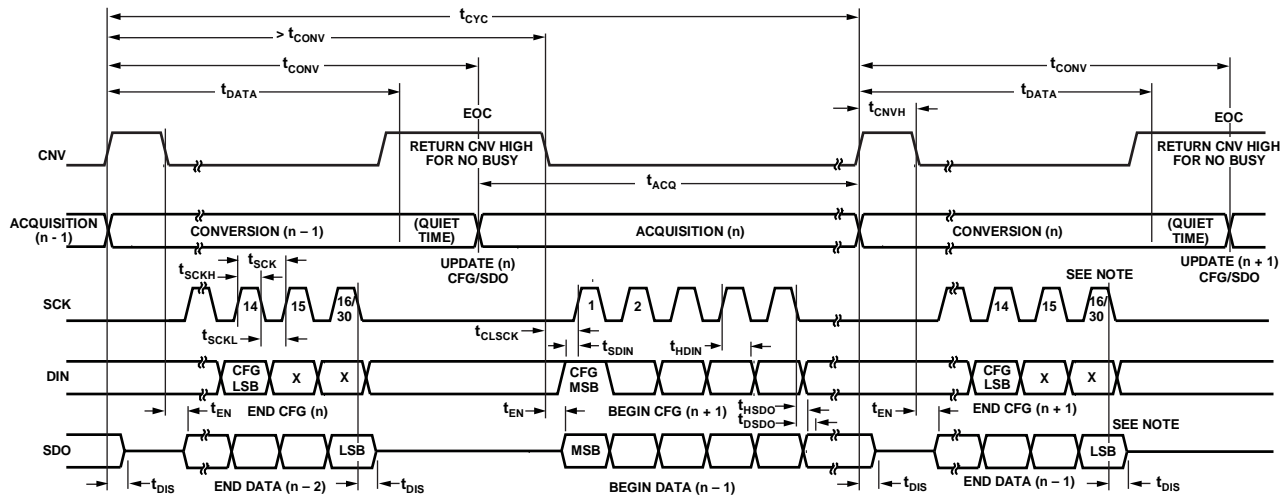 tCYC
> tCONV
tCONV
tCONV
tDATA
tDATA
tCNVH
EOC
EOC
CNV
RETURN CNV HIGH
FOR NO BUSY
RETURN CNV HIGH
FOR NO BUSY
tACQ
ACQUISITION
(n - 1)
CONVERSION (n – 1)
(QUIET
TIME)
ACQUISITION (n)
CONVERSION (n)
(QUIET
TIME)
UPDATE (n)
CFG/SDO
UPDATE (n + 1)
CFG/SDO
tSCKH
tSCK
SEE NOTE
SCK
14
15
16/
30
1
2
14
15
16/
30
tSCKL
tCLSCK
tSDIN
tHDIN
DIN
CFG
LSB
X
X
CFG
MSB
CFG
LSB
X
X
tEN
END CFG (n)
tEN
BEGIN CFG (n + 1)
tHSDO
tDSDO
tEN
END CFG (n + 1)
SEE NOTE
SDO
LSB
MSB
LSB
tDIS
END DATA (n – 2)
tDIS
BEGIN DATA (n – 1)
tDIS
END DATA (n – 1)
tDIS